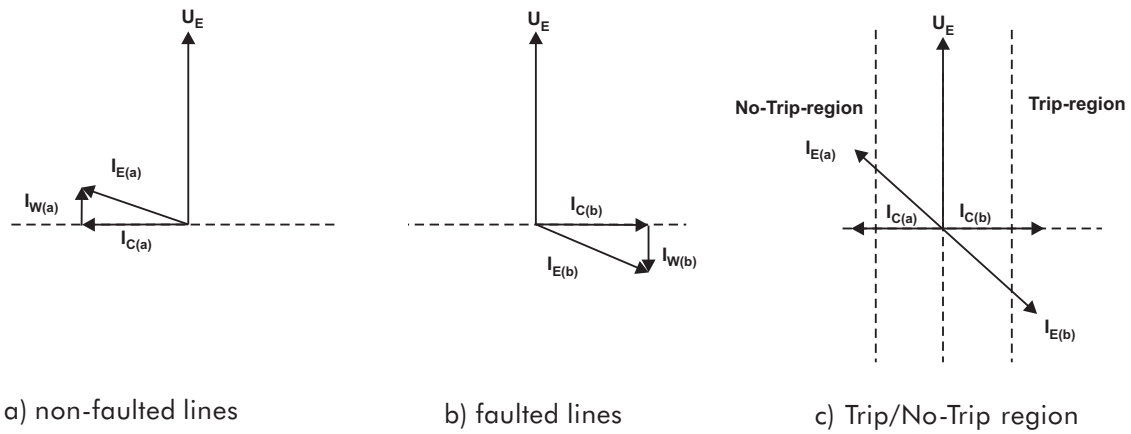 U_E
I_E(a)
I_W(a)
I_C(a)
a) non-faulted lines
U_E
I_C(b)
I_E(b)
I_W(b)
b) faulted lines
U_E
No-Trip-region
Trip-region
I_E(a)
I_C(a)
I_C(b)
I_E(b)
c) Trip/No-Trip region